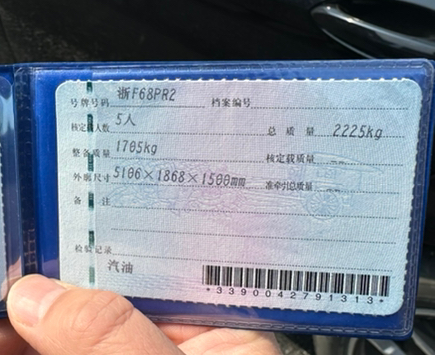 号牌号码 浙F68PR2 档案编号
核定载人数 5人 总质量 2225kg
整备质量 1705kg 核定载质量 --
外廓尺寸 5106×1868×1500mm 准牵引总质量 --
备注
检验记录
汽油
*3390042791313*